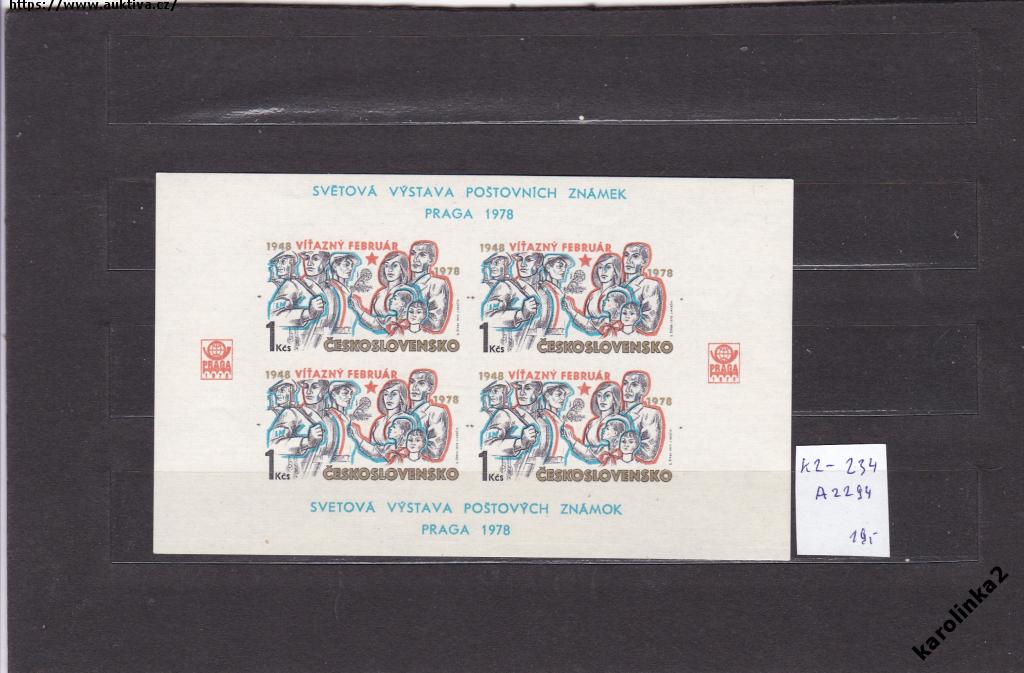 https://www.auktiva.cz/
SVĚTOVÁ VÝSTAVA POŠTOVNÍCH ZNÁMEK
PRAGA 1978
1948 VÍŤAZNÝ FEBRUÁR
1978
1 Kčs ČESKOSLOVENSKO
1948 VÍŤAZNÝ FEBRUÁR
1978
1 Kčs ČESKOSLOVENSKO
PRAGA
1978
PRAGA
1978
1948 VÍŤAZNÝ FEBRUÁR
1978
1 Kčs ČESKOSLOVENSKO
1948 VÍŤAZNÝ FEBRUÁR
1978
1 Kčs ČESKOSLOVENSKO
SVETOVÁ VÝSTAVA POŠTOVÝCH ZNÁMOK
PRAGA 1978
K2-234
A2294
19,-
karolinka2